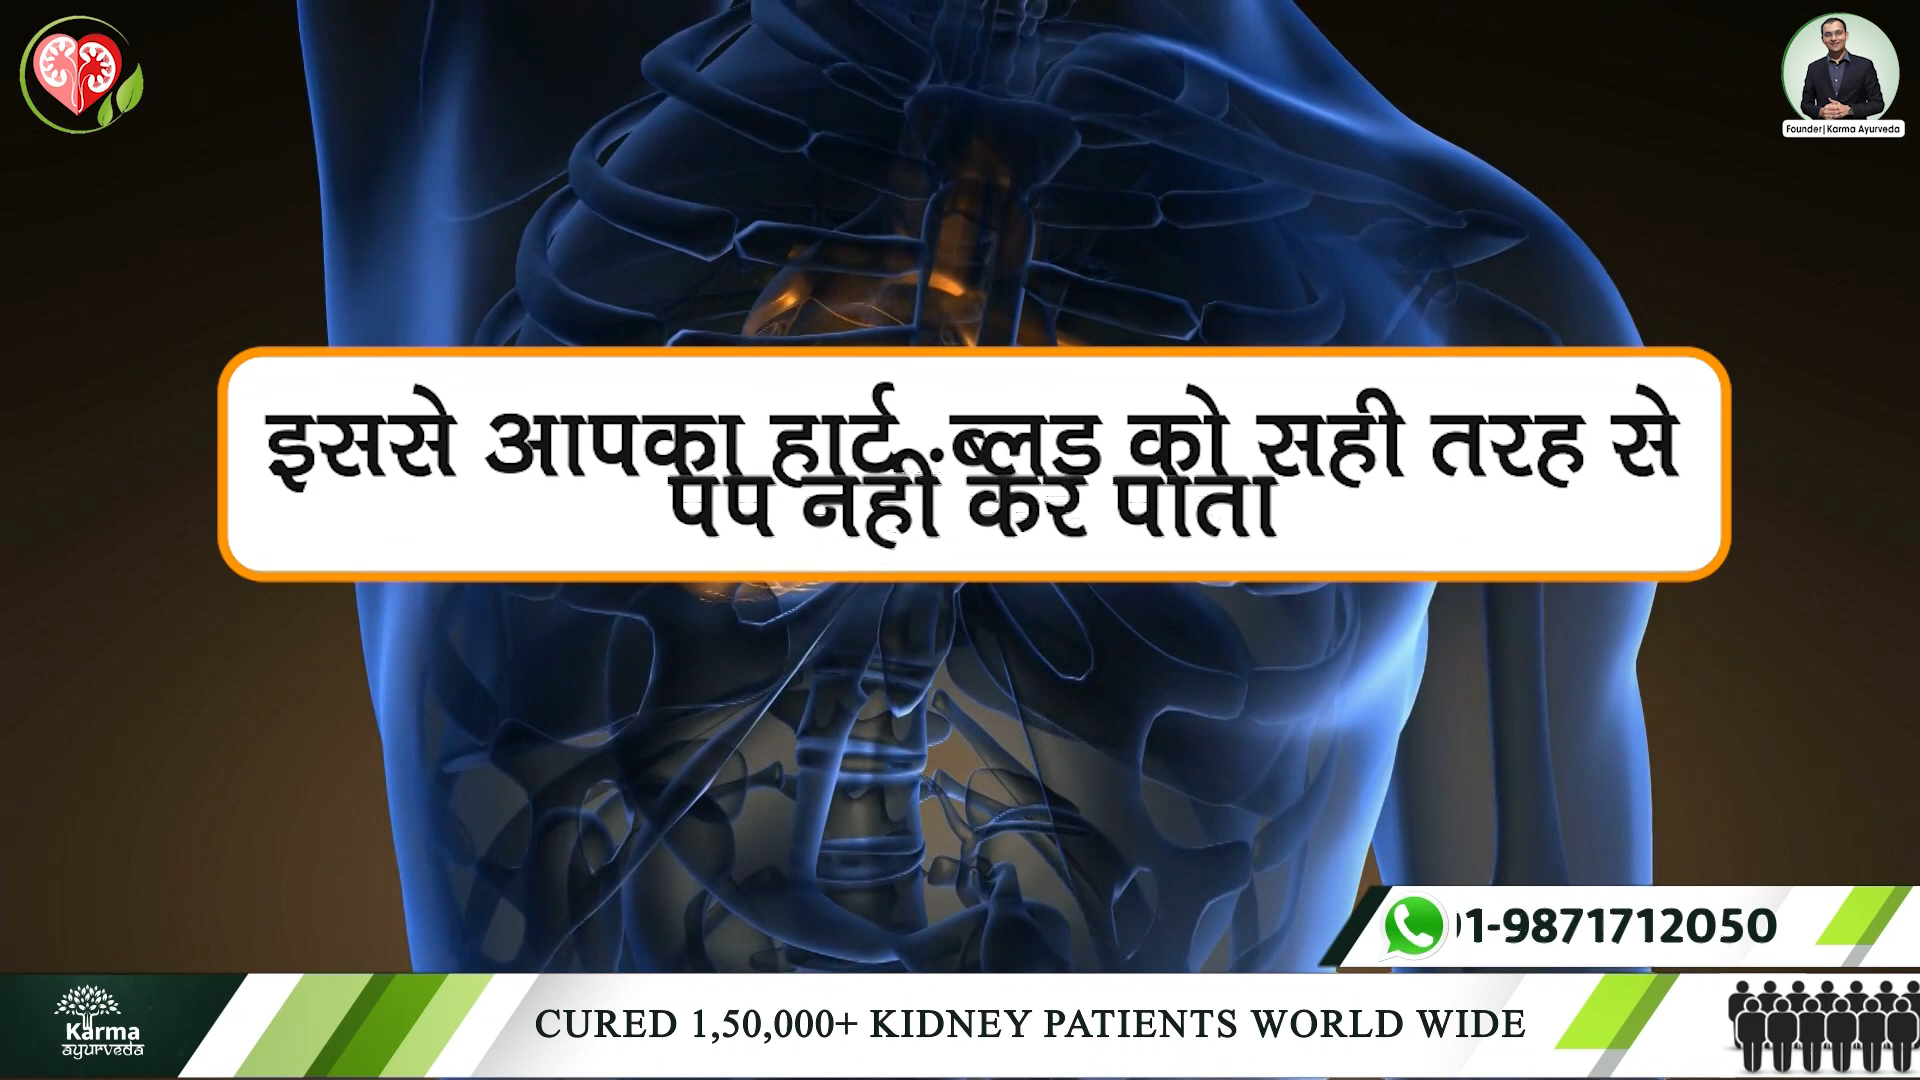 Founder|Karma Ayurveda
इससे आपका हार्ट ब्लड को सही तरह से
पंप नहीं कर पाता
1-9871712050
Karma
ayurveda
CURED 1,50,000+ KIDNEY PATIENTS WORLD WIDE